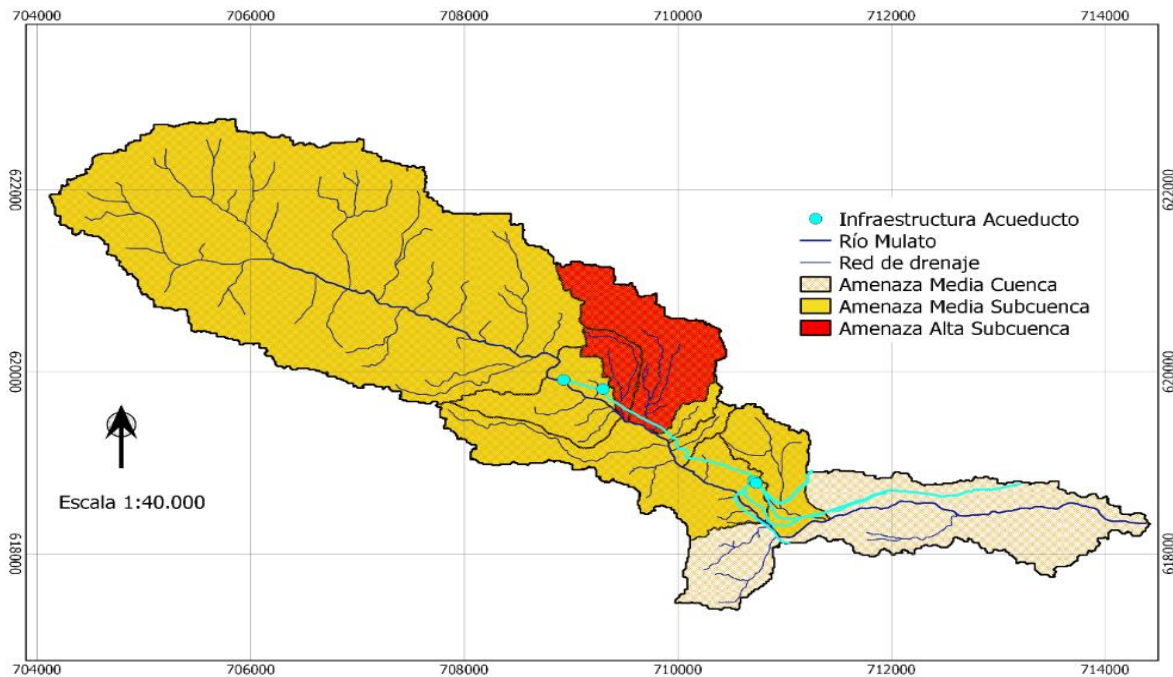 704000 706000 708000 710000 712000 714000
622000 622000
Infraestructura Acueducto
Río Mulato
Red de drenaje
Amenaza Media Cuenca
Amenaza Media Subcuenca
Amenaza Alta Subcuenca
620000 620000
Escala 1:40.000
618000 618000
704000 706000 708000 710000 712000 714000